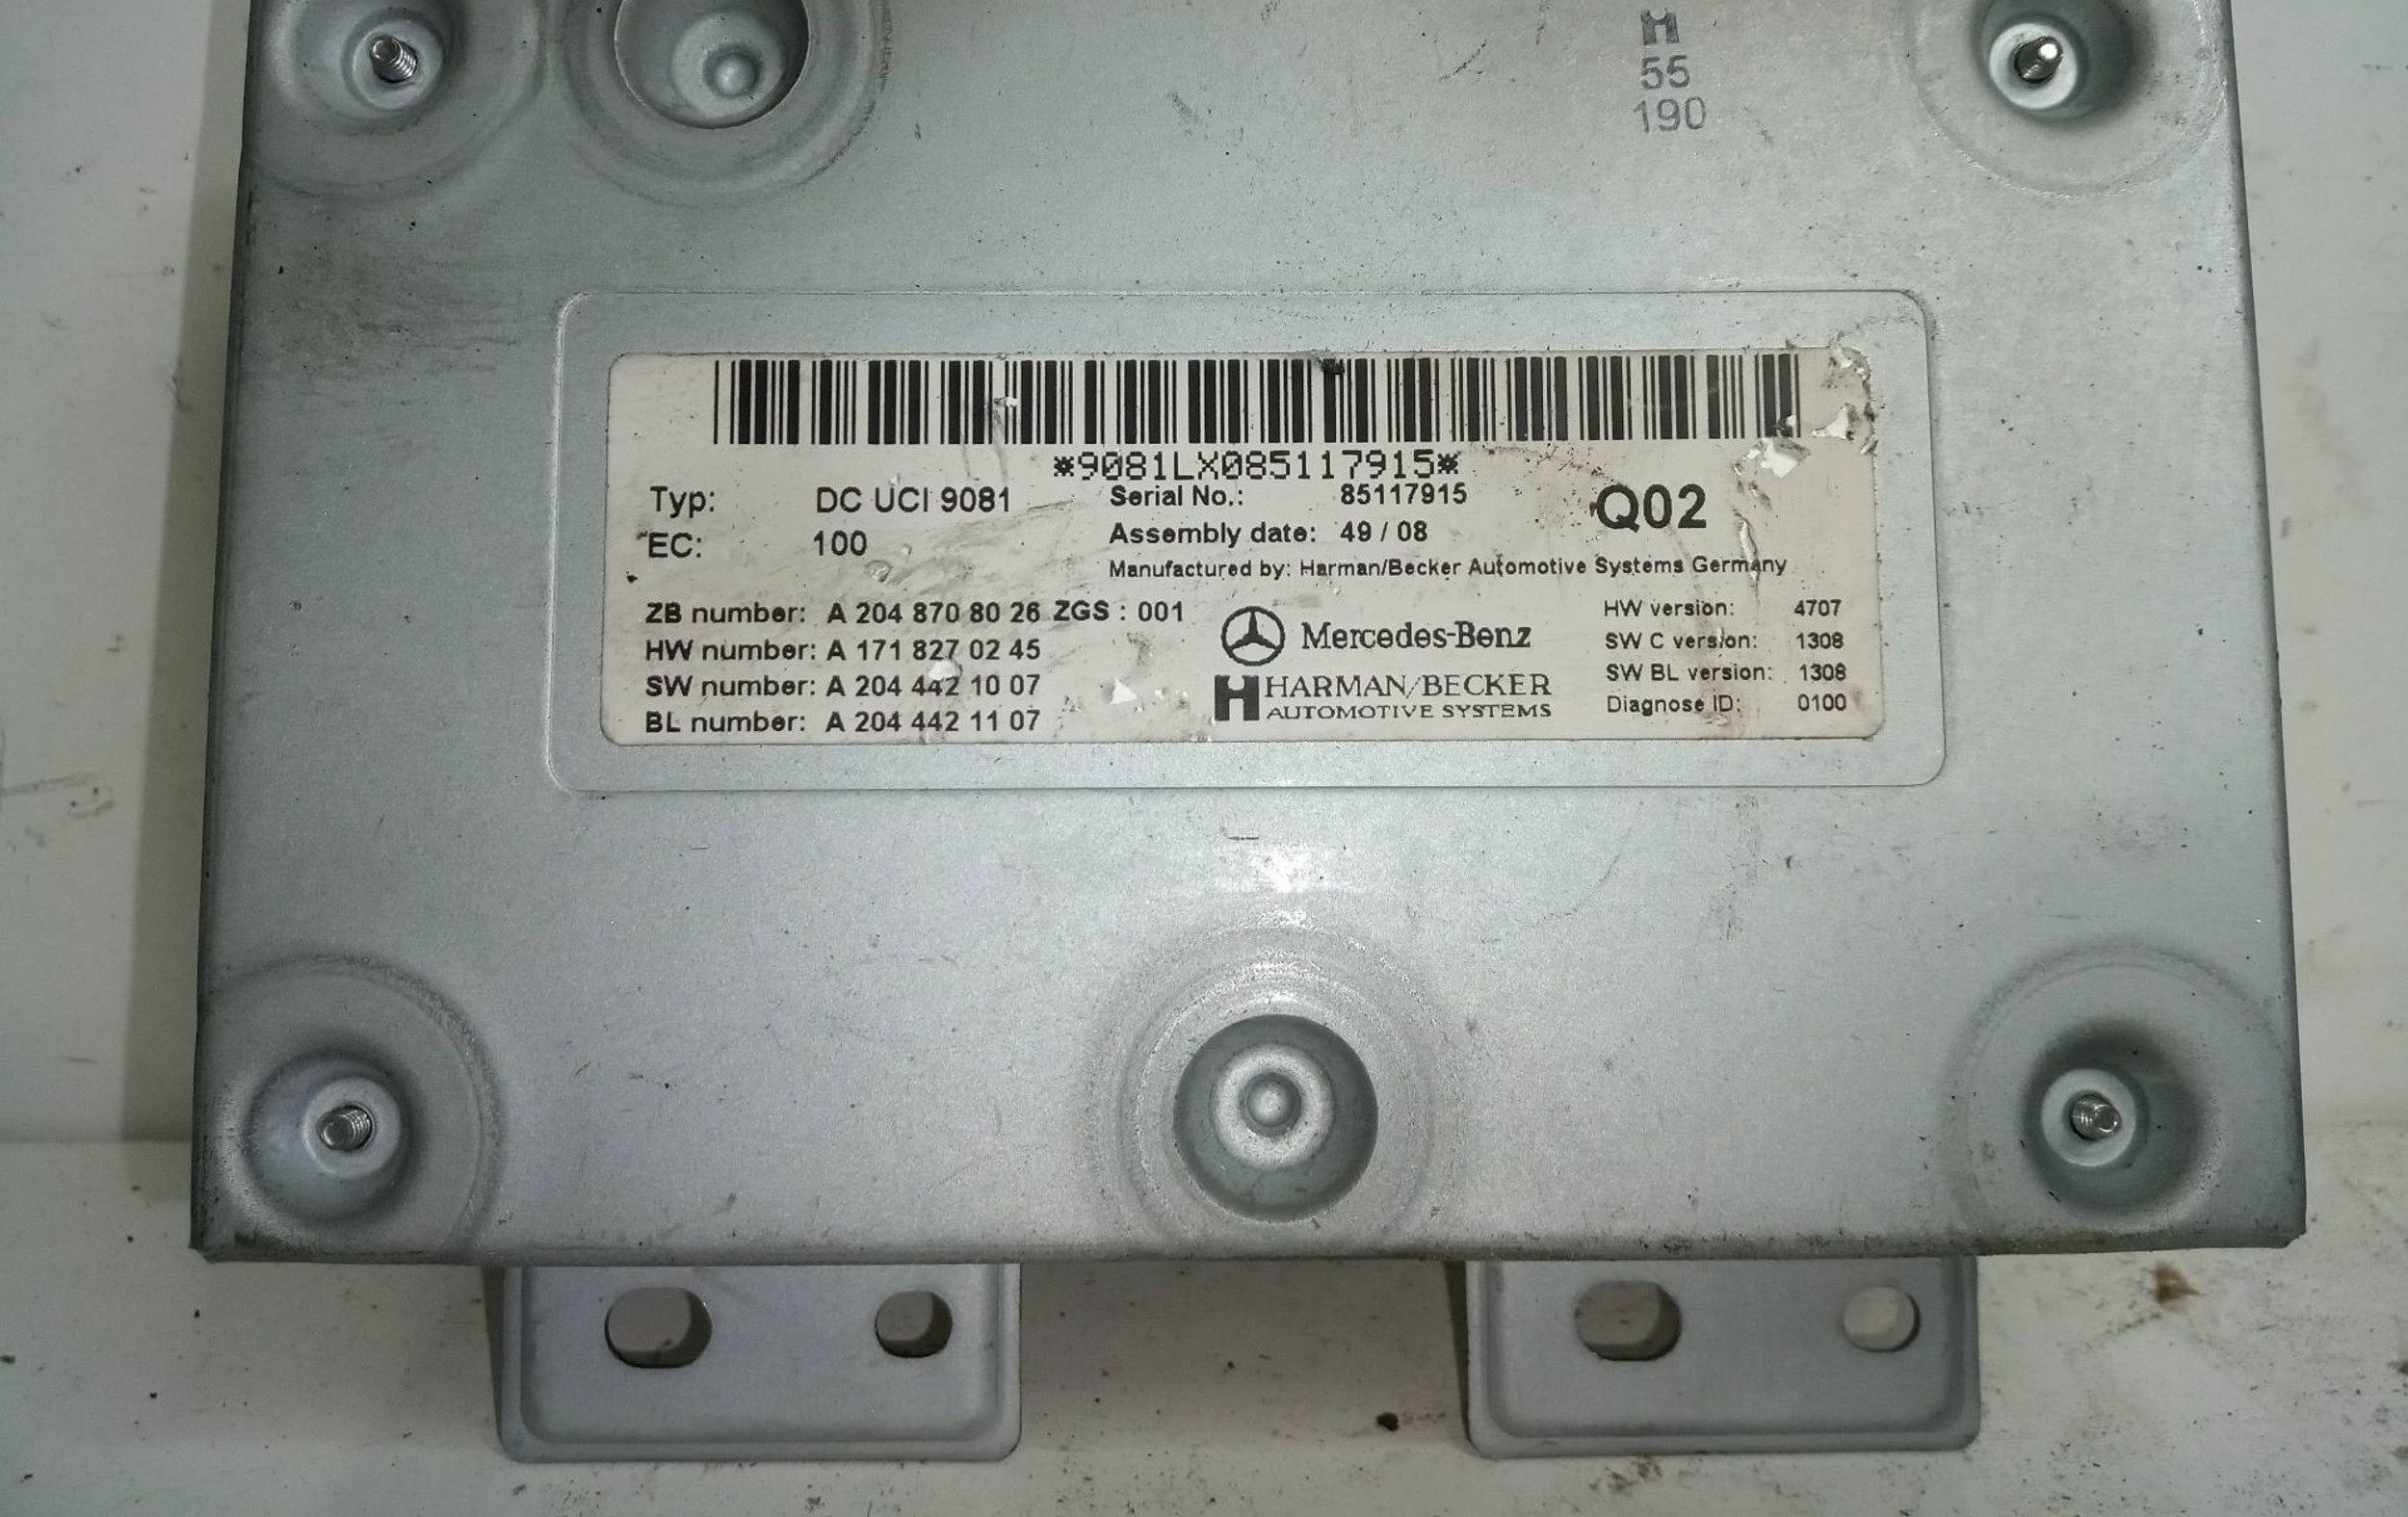 H
55
190
*9081LX085117915*
Typ: DC UCI 9081 Serial No.: 85117915 Q02
EC: 100 Assembly date: 49 / 08
Manufactured by: Harman/Becker Automotive Systems Germany
ZB number: A 204 870 80 26 ZGS : 001
HW number: A 171 827 02 45
SW number: A 204 442 10 07
BL number: A 204 442 11 07
Mercedes-Benz
H HARMAN/BECKER
AUTOMOTIVE SYSTEMS
HW version: 4707
SW C version: 1308
SW BL version: 1308
Diagnose ID: 0100